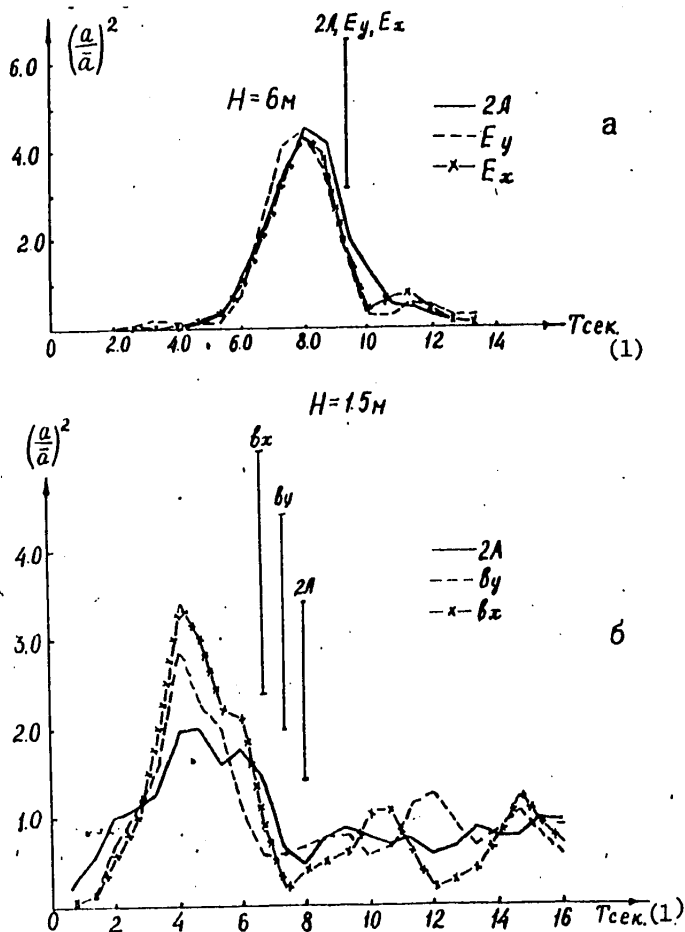 (a/ā)²
2A, Ey, Ex
6.0
H = 6 м
2A
а
Ey
4.0
Ex
2.0
0 2.0 4.0 6.0 8.0 10 12 14 Tсек.
(1)
H = 1.5 м
(a/ā)²
вx
вy
4.0
2A
вy
2A
вx
б
3.0
2.0
1.0
0 2 4 6 8 10 12 14 16 Tсек.(1)